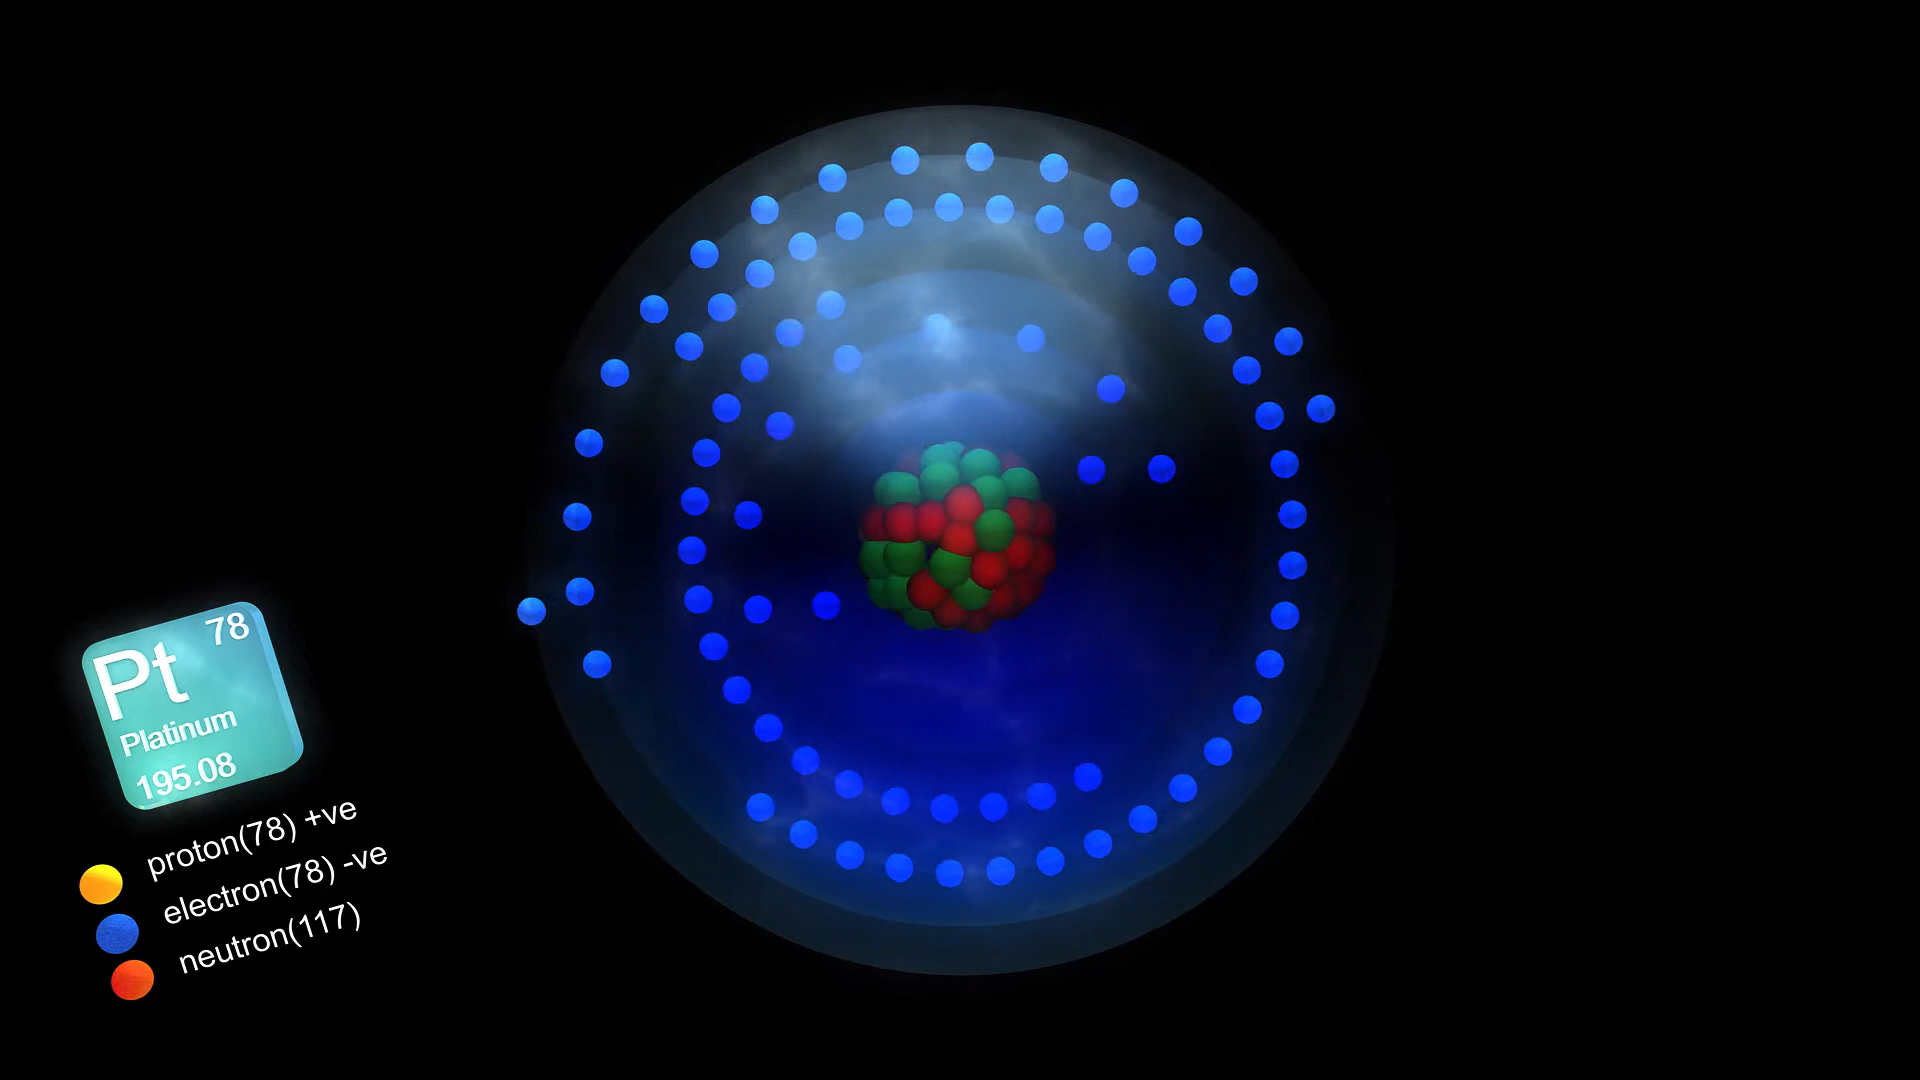 78
Pt
Platinum
195.08
proton(78) +ve
electron(78) -ve
neutron(117)